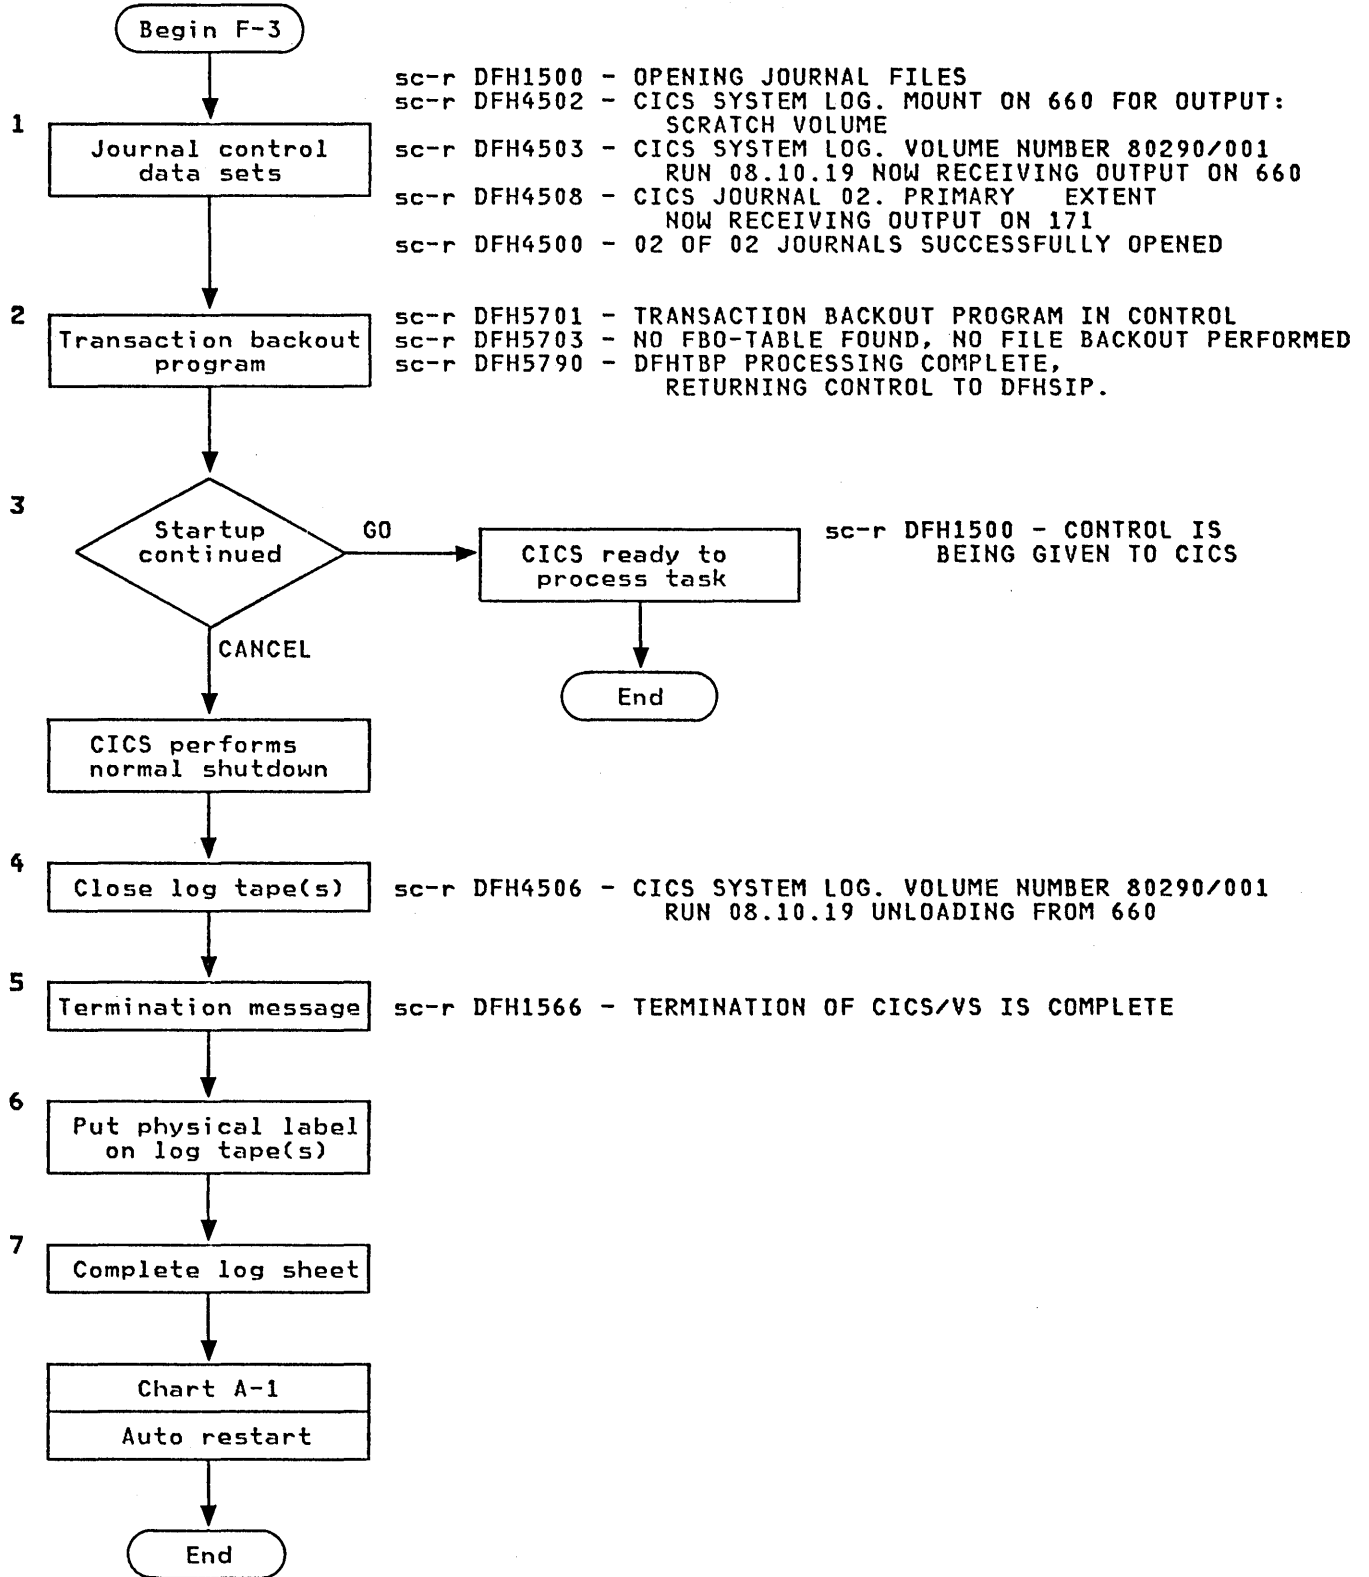 Begin F-3
sc-r DFH1500 - OPENING JOURNAL FILES
sc-r DFH4502 - CICS SYSTEM LOG. MOUNT ON 660 FOR OUTPUT:
SCRATCH VOLUME
1
Journal control
data sets
sc-r DFH4503 - CICS SYSTEM LOG. VOLUME NUMBER 80290/001
RUN 08.10.19 NOW RECEIVING OUTPUT ON 660
sc-r DFH4508 - CICS JOURNAL 02. PRIMARY EXTENT
NOW RECEIVING OUTPUT ON 171
sc-r DFH4500 - 02 OF 02 JOURNALS SUCCESSFULLY OPENED
2
Transaction backout
program
sc-r DFH5701 - TRANSACTION BACKOUT PROGRAM IN CONTROL
sc-r DFH5703 - NO FBO-TABLE FOUND, NO FILE BACKOUT PERFORMED
sc-r DFH5790 - DFHTBP PROCESSING COMPLETE,
RETURNING CONTROL TO DFHSIP.
3
Startup
continued
GO
CICS ready to
process task
sc-r DFH1500 - CONTROL IS
BEING GIVEN TO CICS
CANCEL
End
CICS performs
normal shutdown
4
Close log tape(s)
sc-r DFH4506 - CICS SYSTEM LOG. VOLUME NUMBER 80290/001
RUN 08.10.19 UNLOADING FROM 660
5
Termination message
sc-r DFH1566 - TERMINATION OF CICS/VS IS COMPLETE
6
Put physical label
on log tape(s)
7
Complete log sheet
Chart A-1
Auto restart
End